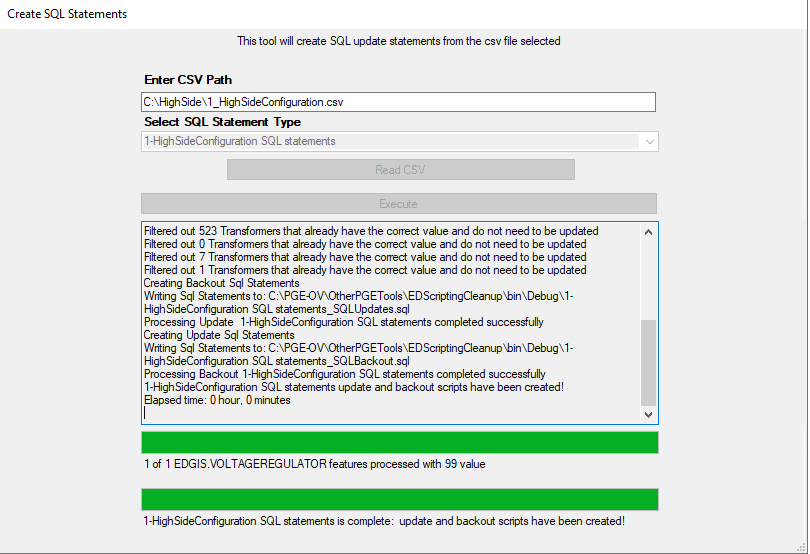 Create SQL Statements
This tool will create SQL update statements from the csv file selected
Enter CSV Path
C:\HighSide\1_HighSideConfiguration.csv
Select SQL Statement Type
1-HighSideConfiguration SQL statements
Read CSV
Execute
Filtered out 523 Transformers that already have the correct value and do not need to be updated
Filtered out 0 Transformers that already have the correct value and do not need to be updated
Filtered out 7 Transformers that already have the correct value and do not need to be updated
Filtered out 1 Transformers that already have the correct value and do not need to be updated
Creating Backout Sql Statements
Writing Sql Statements to: C:\PGE-OV\OtherPGETools\EDScriptingCleanup\bin\Debug\1-
HighSideConfiguration SQL statements_SQLUpdates.sql
Processing Update  1-HighSideConfiguration SQL statements completed successfully
Creating Update Sql Statements
Writing Sql Statements to: C:\PGE-OV\OtherPGETools\EDScriptingCleanup\bin\Debug\1-
HighSideConfiguration SQL statements_SQLBackout.sql
Processing Backout 1-HighSideConfiguration SQL statements completed successfully
1-HighSideConfiguration SQL statements update and backout scripts have been created!
Elapsed time: 0 hour, 0 minutes
1 of 1 EDGIS.VOLTAGEREGULATOR features processed with 99 value
1-HighSideConfiguration SQL statements is complete:  update and backout scripts have been created!